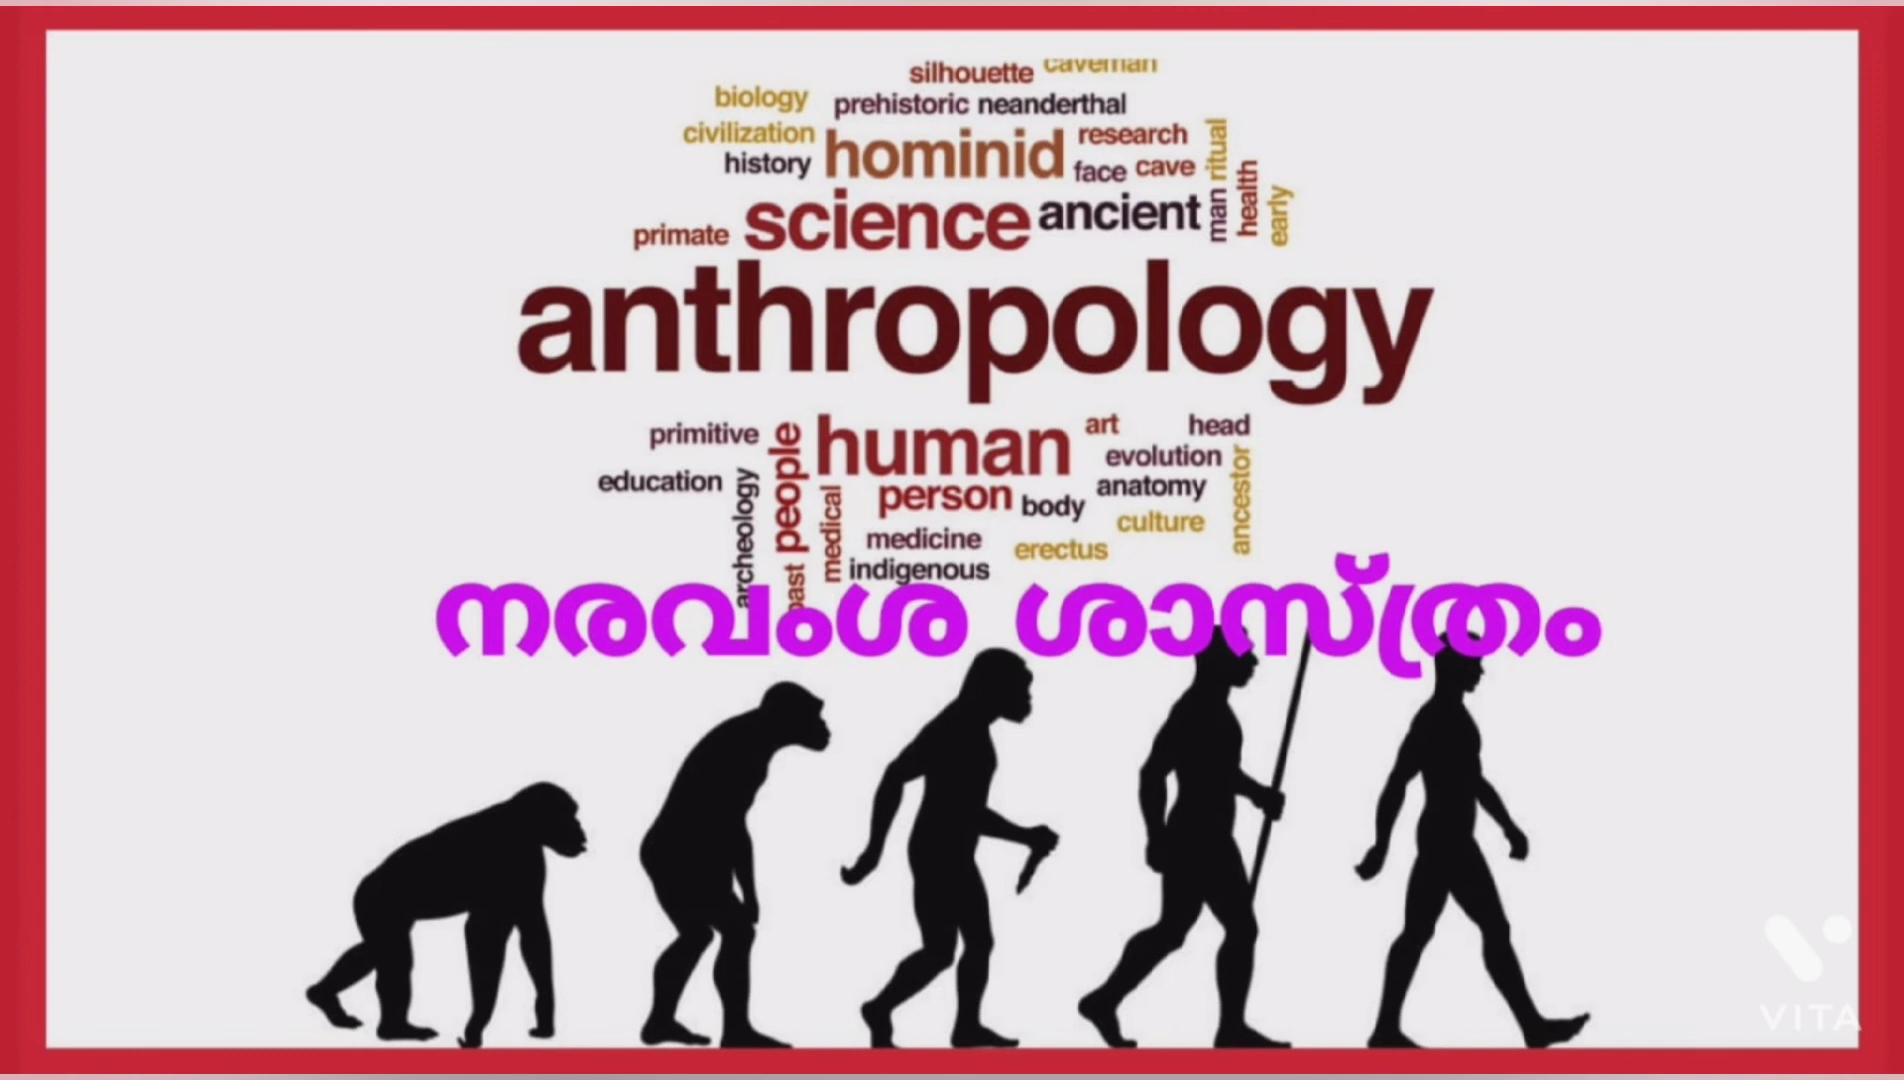 silhouette caveman
biology prehistoric neanderthal
civilization hominid research ritual
history face cave man health early
primate science ancient
anthropology
primitive people human art head
education archeology medical person body evolution ancestor
anatomy
culture
medicine erectus
past indigenous
നരവംശ ശാസ്ത്രം
VITA